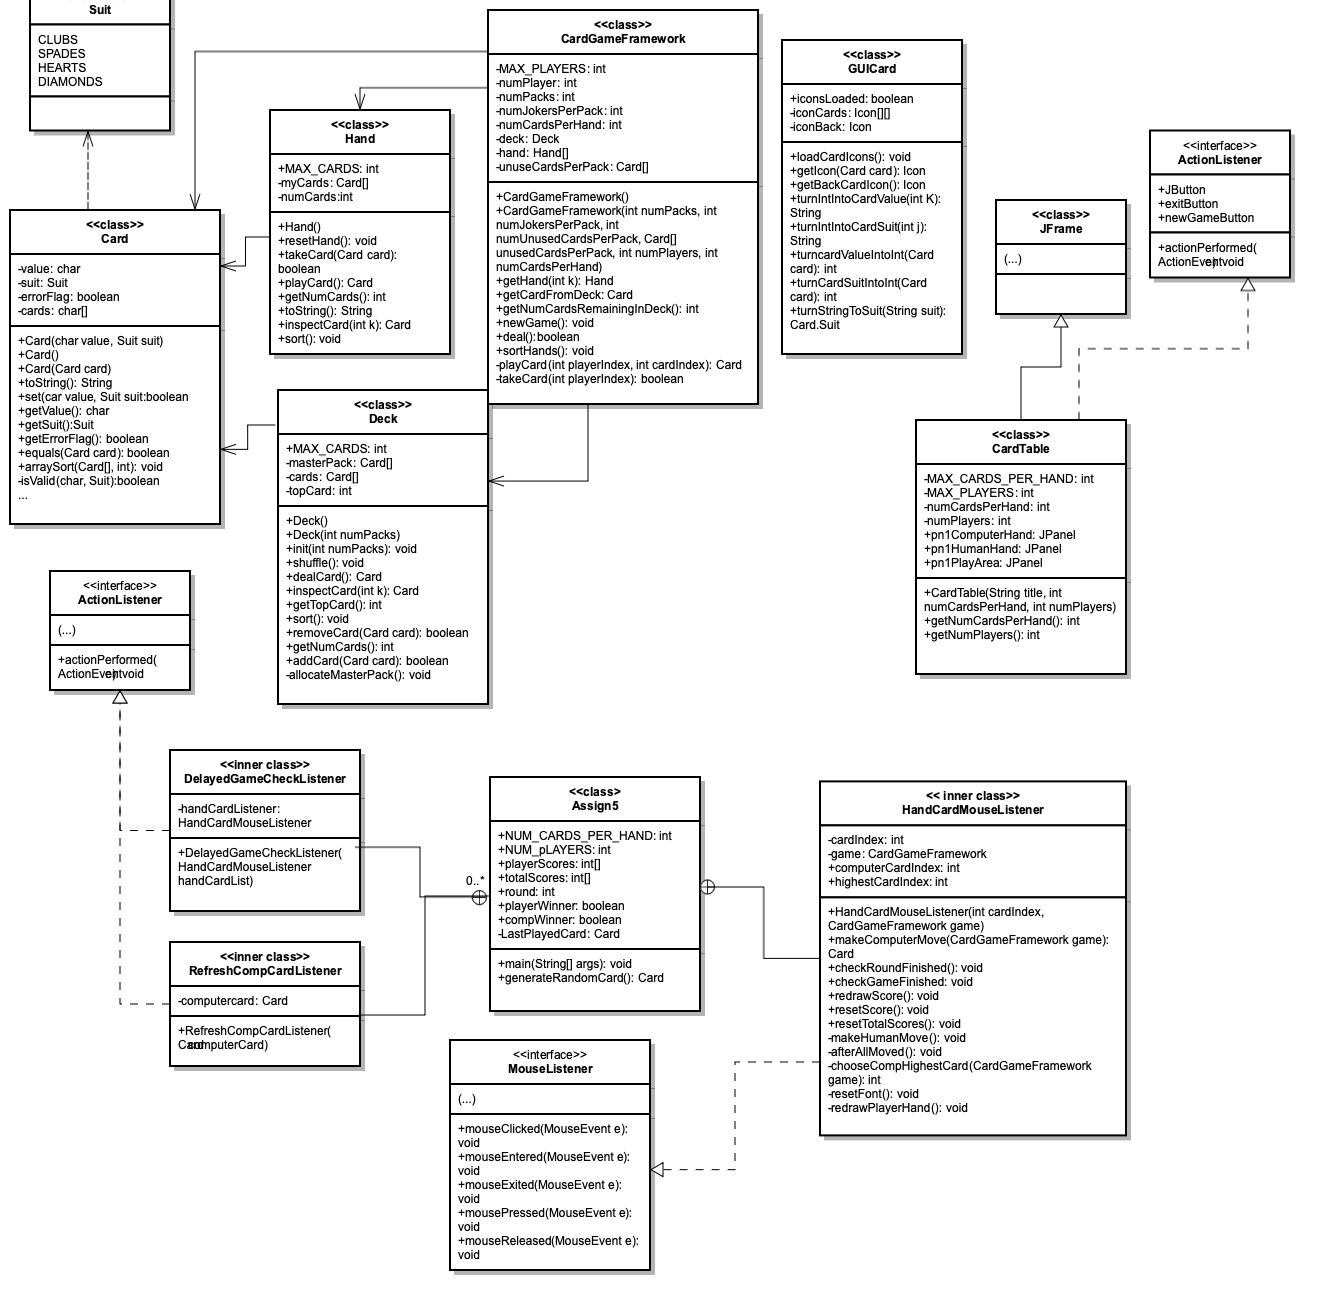 Suit
CLUBS
SPADES
HEARTS
DIAMONDS
<<class>>
CardGameFramework
-MAX_PLAYERS: int
-numPlayer: int
-numPacks: int
-numJokersPerPack: int
-numCardsPerHand: int
-deck: Deck
-hand: Hand[]
-unuseCardsPerPack: Card[]
+CardGameFramework()
+CardGameFramework(int numPacks, int
numJokersPerPack, int
numUnusedCardsPerPack, Card[]
unusedCardsPerPack, int numPlayers, int
numCardsPerHand)
+getHand(int k): Hand
+getCardFromDeck: Card
+getNumCardsRemainingInDeck(): int
+newGame(): void
+deal():boolean
+sortHands(): void
-playCard(int playerIndex, int cardIndex): Card
-takeCard(int playerIndex): boolean
<<class>>
GUICard
+iconsLoaded: boolean
-iconCards: Icon[][]
-iconBack: Icon
+loadCardIcons(): void
+getIcon(Card card): Icon
+getBackCardIcon(): Icon
+turnIntIntoCardValue(int K):
String
+turnIntIntoCardSuit(int j):
String
+turncardValueIntoInt(Card
card): int
+turnCardSuitIntoInt(Card
card): int
+turnStringToSuit(String suit):
Card.Suit
<<class>>
Hand
+MAX_CARDS: int
-myCards: Card[]
-numCards:int
+Hand()
+resetHand(): void
+takeCard(Card card):
boolean
+playCard(): Card
+getNumCards(): int
+toString(): String
+inspectCard(int k): Card
+sort(): void
<<interface>>
ActionListener
+JButton
+exitButton
+newGameButton
+actionPerformed(
ActionEvent):void
<<class>>
JFrame
(...)
<<class>>
Card
-value: char
-suit: Suit
-errorFlag: boolean
-cards: char[]
+Card(char value, Suit suit)
+Card()
+Card(Card card)
+toString(): String
+set(car value, Suit suit:boolean
+getValue(): char
+getSuit():Suit
+getErrorFlag(): boolean
+equals(Card card): boolean
+arraySort(Card[], int): void
-isValid(char, Suit):boolean
...
<<class>>
Deck
+MAX_CARDS: int
-masterPack: Card[]
-cards: Card[]
-topCard: int
+Deck()
+Deck(int numPacks)
+init(int numPacks): void
+shuffle(): void
+dealCard(): Card
+inspectCard(int k): Card
+getTopCard(): int
+sort(): void
+removeCard(Card card): boolean
+getNumCards(): int
+addCard(Card card): boolean
-allocateMasterPack(): void
<<class>>
CardTable
-MAX_CARDS_PER_HAND: int
-MAX_PLAYERS: int
-numCardsPerHand: int
-numPlayers: int
+pn1ComputerHand: JPanel
+pn1HumanHand: JPanel
+pn1PlayArea: JPanel
+CardTable(String title, int
numCardsPerHand, int numPlayers)
+getNumCardsPerHand(): int
+getNumPlayers(): int
<<interface>>
ActionListener
(...)
+actionPerformed(
ActionEvent):void
<<inner class>>
DelayedGameCheckListener
-handCardListener:
HandCardMouseListener
+DelayedGameCheckListener(
HandCardMouseListener
handCardList)
0..*
<<class>
Assign5
+NUM_CARDS_PER_HAND: int
+NUM_pLAYERS: int
+playerScores: int[]
+totalScores: int[]
+round: int
+playerWinner: boolean
+compWinner: boolean
-LastPlayedCard: Card
+main(String[] args): void
+generateRandomCard(): Card
<< inner class>>
HandCardMouseListener
-cardIndex: int
-game: CardGameFramework
+computerCardIndex: int
+highestCardIndex: int
+HandCardMouseListener(int cardIndex,
CardGameFramework game)
+makeComputerMove(CardGameFramework game):
Card
+checkRoundFinished(): void
+checkGameFinished: void
+redrawScore(): void
+resetScore(): void
+resetTotalScores(): void
-makeHumanMove(): void
-afterAllMoved(): void
-chooseCompHighestCard(CardGameFramework
game): int
-resetFont(): void
-redrawPlayerHand(): void
<<inner class>>
RefreshCompCardListener
-computercard: Card
+RefreshCompCardListener(
Card computerCard)
<<interface>>
MouseListener
(...)
+mouseClicked(MouseEvent e):
void
+mouseEntered(MouseEvent e):
void
+mouseExited(MouseEvent e):
void
+mousePressed(MouseEvent e):
void
+mouseReleased(MouseEvent e):
void